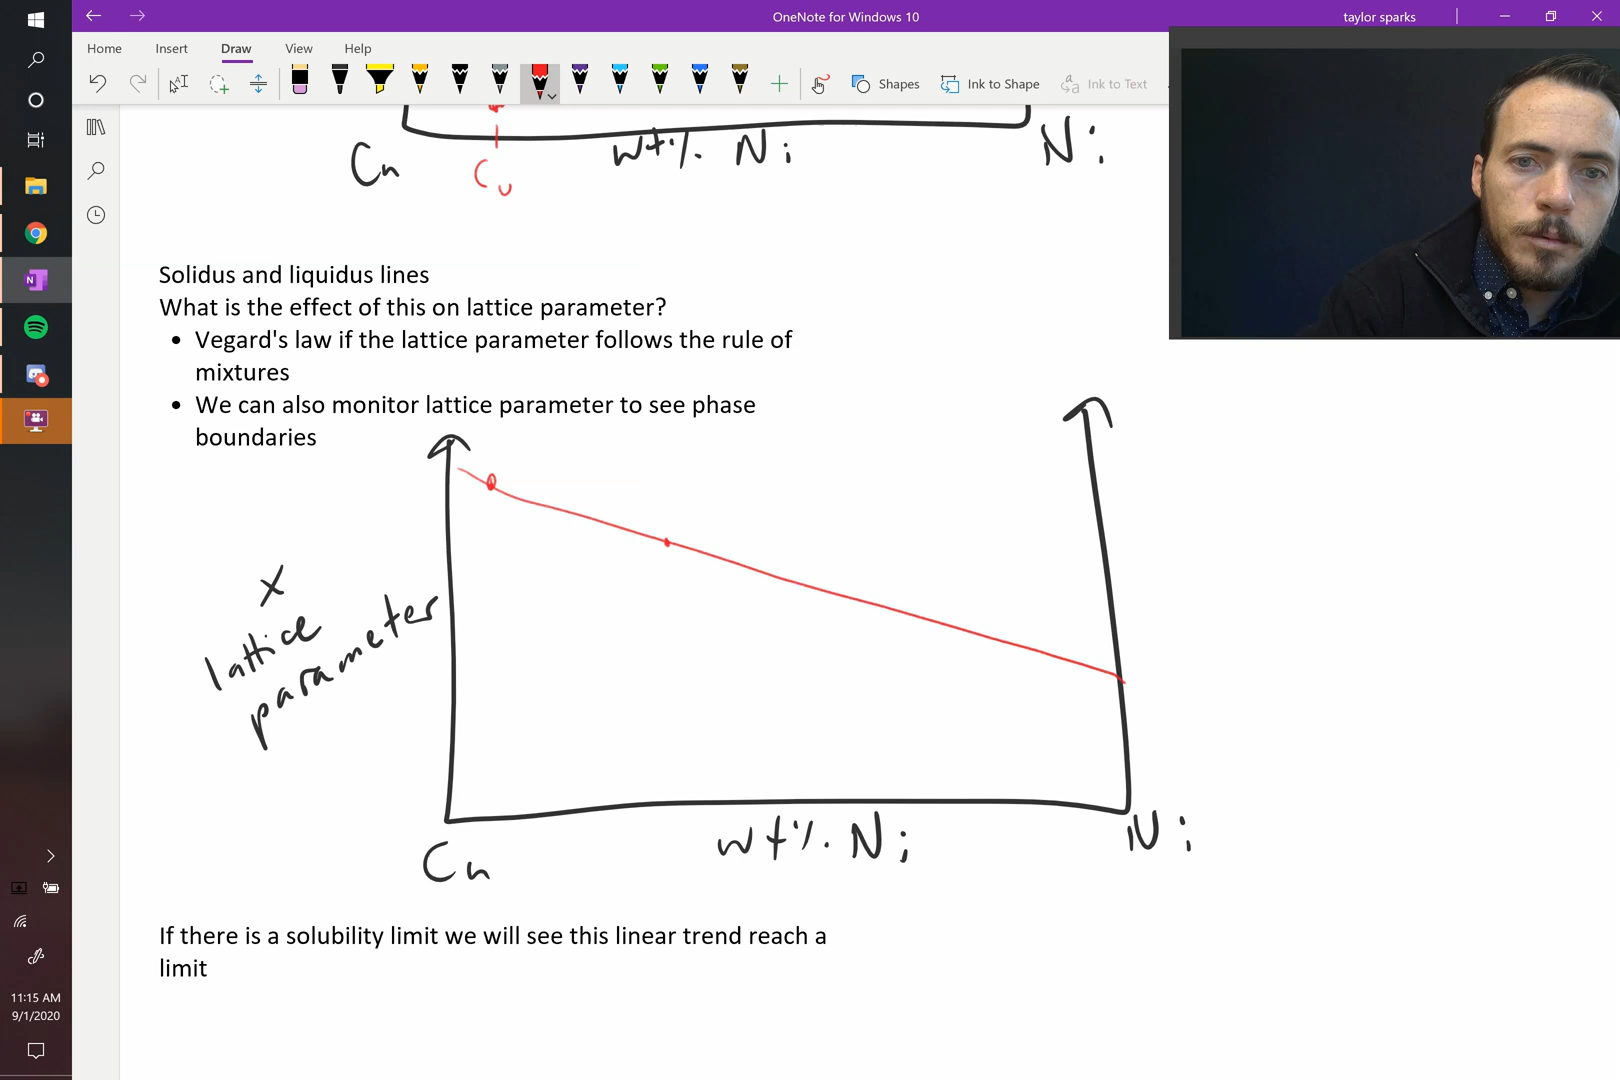 OneNote for Windows 10
taylor sparks
Home Insert Draw View Help
Shapes Ink to Shape Ink to Text
Cu Co wt% Ni Ni
Solidus and liquidus lines
What is the effect of this on lattice parameter?
• Vegard's law if the lattice parameter follows the rule of
mixtures
• We can also monitor lattice parameter to see phase
boundaries
x
lattice
parameter
wt% Ni
Cu Ni
If there is a solubility limit we will see this linear trend reach a
limit
11:15 AM
9/1/2020